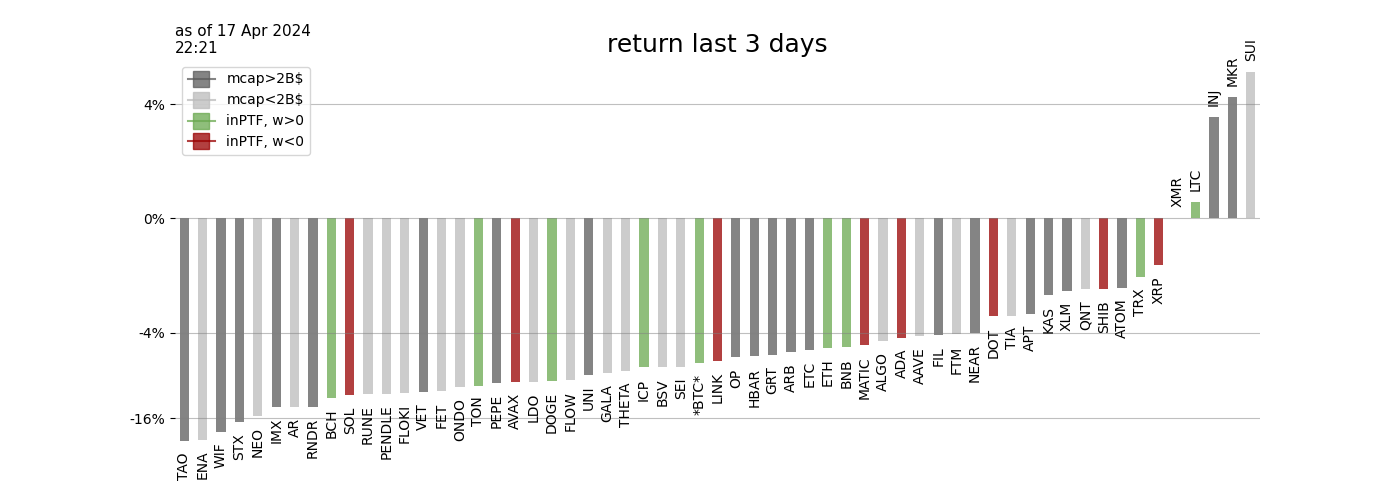 as of 17 Apr 2024
22:21
return last 3 days
mcap>2B$
mcap<2B$
inPTF, w>0
inPTF, w<0
4%
0%
-4%
-16%
TAO
ENA
WIF
STX
NEO
IMX
AR
RNDR
BCH
SOL
RUNE
PENDLE
FLOKI
VET
FET
ONDO
TON
PEPE
AVAX
LDO
DOGE
FLOW
UNI
GALA
THETA
ICP
BSV
SEI
*BTC*
LINK
OP
HBAR
GRT
ARB
ETC
ETH
BNB
MATIC
ALGO
ADA
AAVE
FIL
FTM
NEAR
DOT
TIA
APT
KAS
XLM
QNT
SHIB
ATOM
TRX
XRP
XMR
LTC
INJ
MKR
SUI